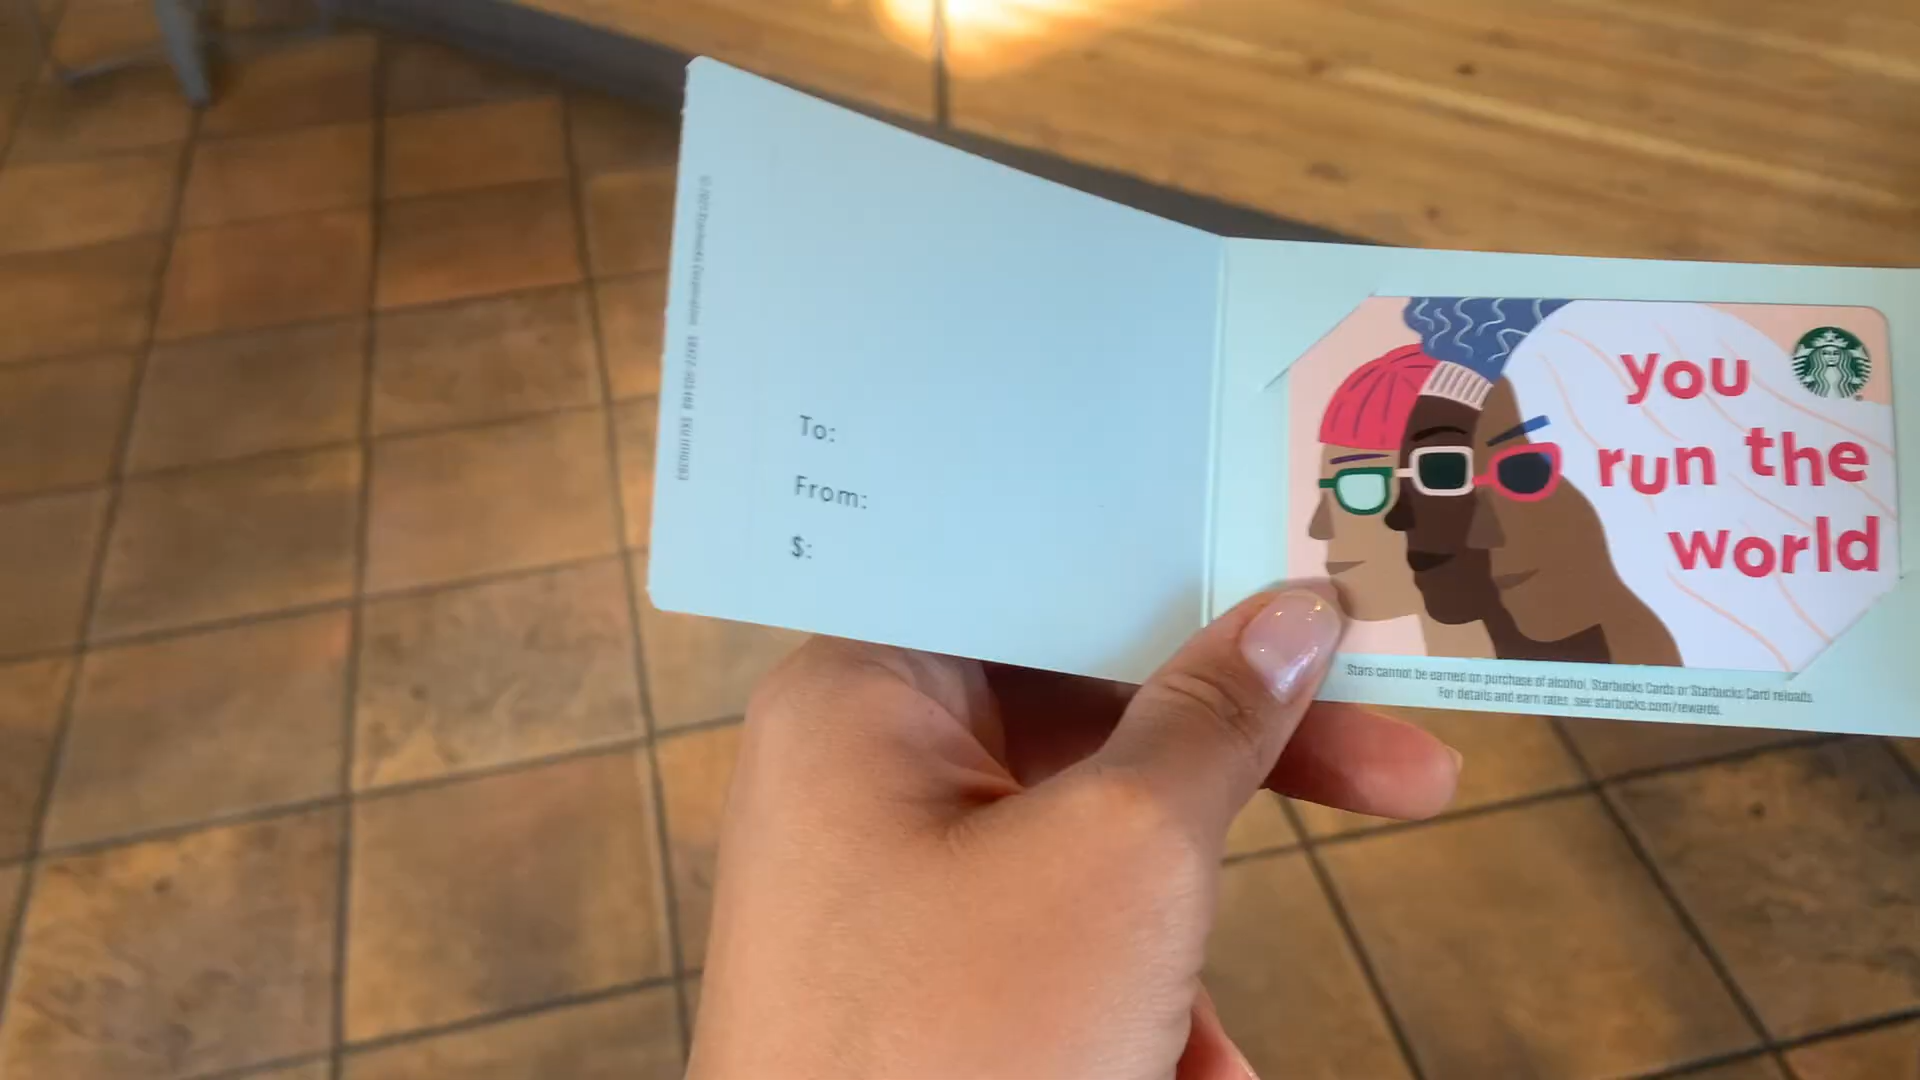 To:
From:
$:
you
run the
world
Stars cannot be earned on purchase of alcohol, Starbucks Cards or Starbucks Card reloads.
For details and earn rates, see starbucks.com/rewards.